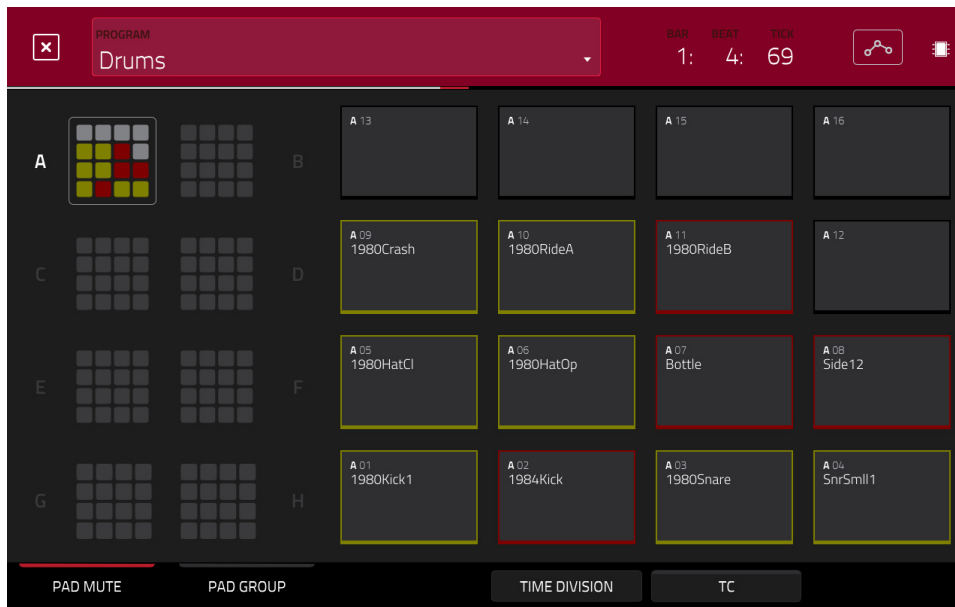 PROGRAM
Drums
BAR BEAT TICK
1: 4: 69
A
B
C
D
E
F
G
H
A 13
A 14
A 15
A 16
A 09
1980Crash
A 10
1980RideA
A 11
1980RideB
A 12
A 05
1980HatCl
A 06
1980HatOp
A 07
Bottle
A 08
Side12
A 01
1980Kick1
A 02
1984Kick
A 03
1980Snare
A 04
SnrSmll1
PAD MUTE
PAD GROUP
TIME DIVISION
TC